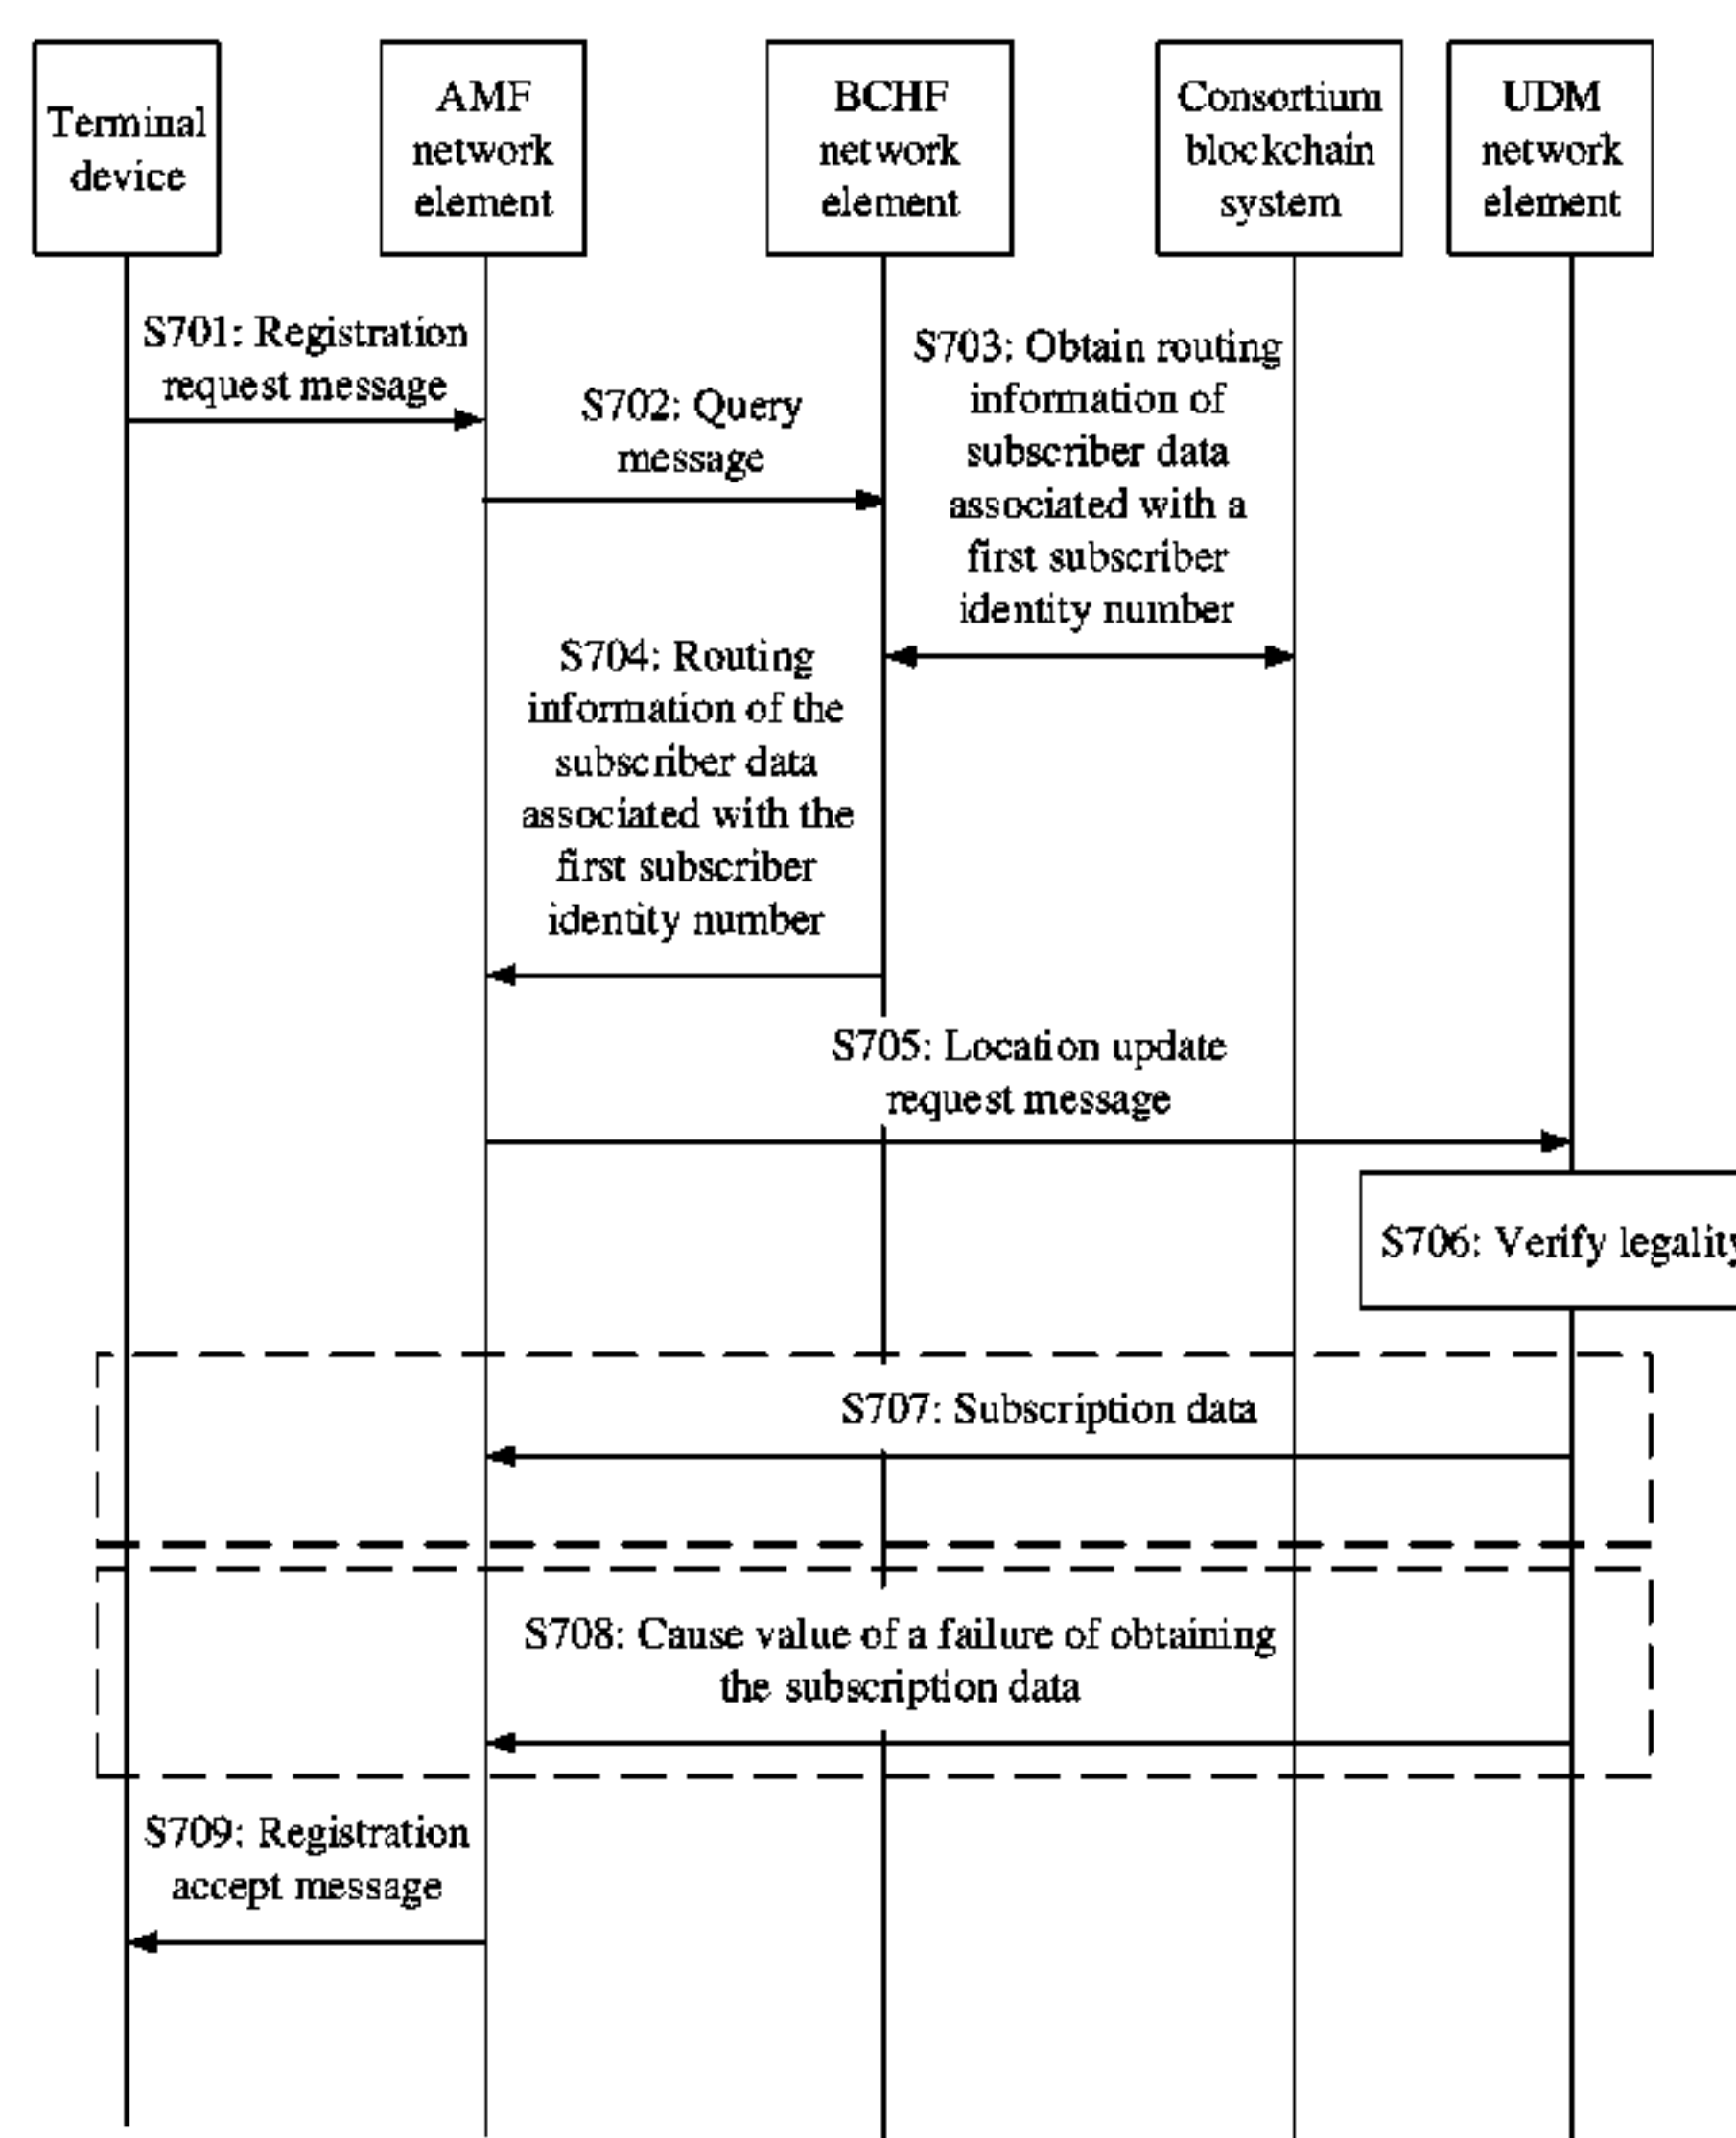 Terminal
device
AMF
network
element
BCHF
network
element
Consortium
blockchain
system
UDM
network
element
S701: Registration
request message
S702: Query
message
S703: Obtain routing
information of
subscriber data
associated with a
first subscriber
identity number
S704: Routing
information of the
subscriber data
associated with the
first subscriber
identity number
S705: Location update
request message
S706: Verify legality
S707: Subscription data
S708: Cause value of a failure of obtaining
the subscription data
S709: Registration
accept message